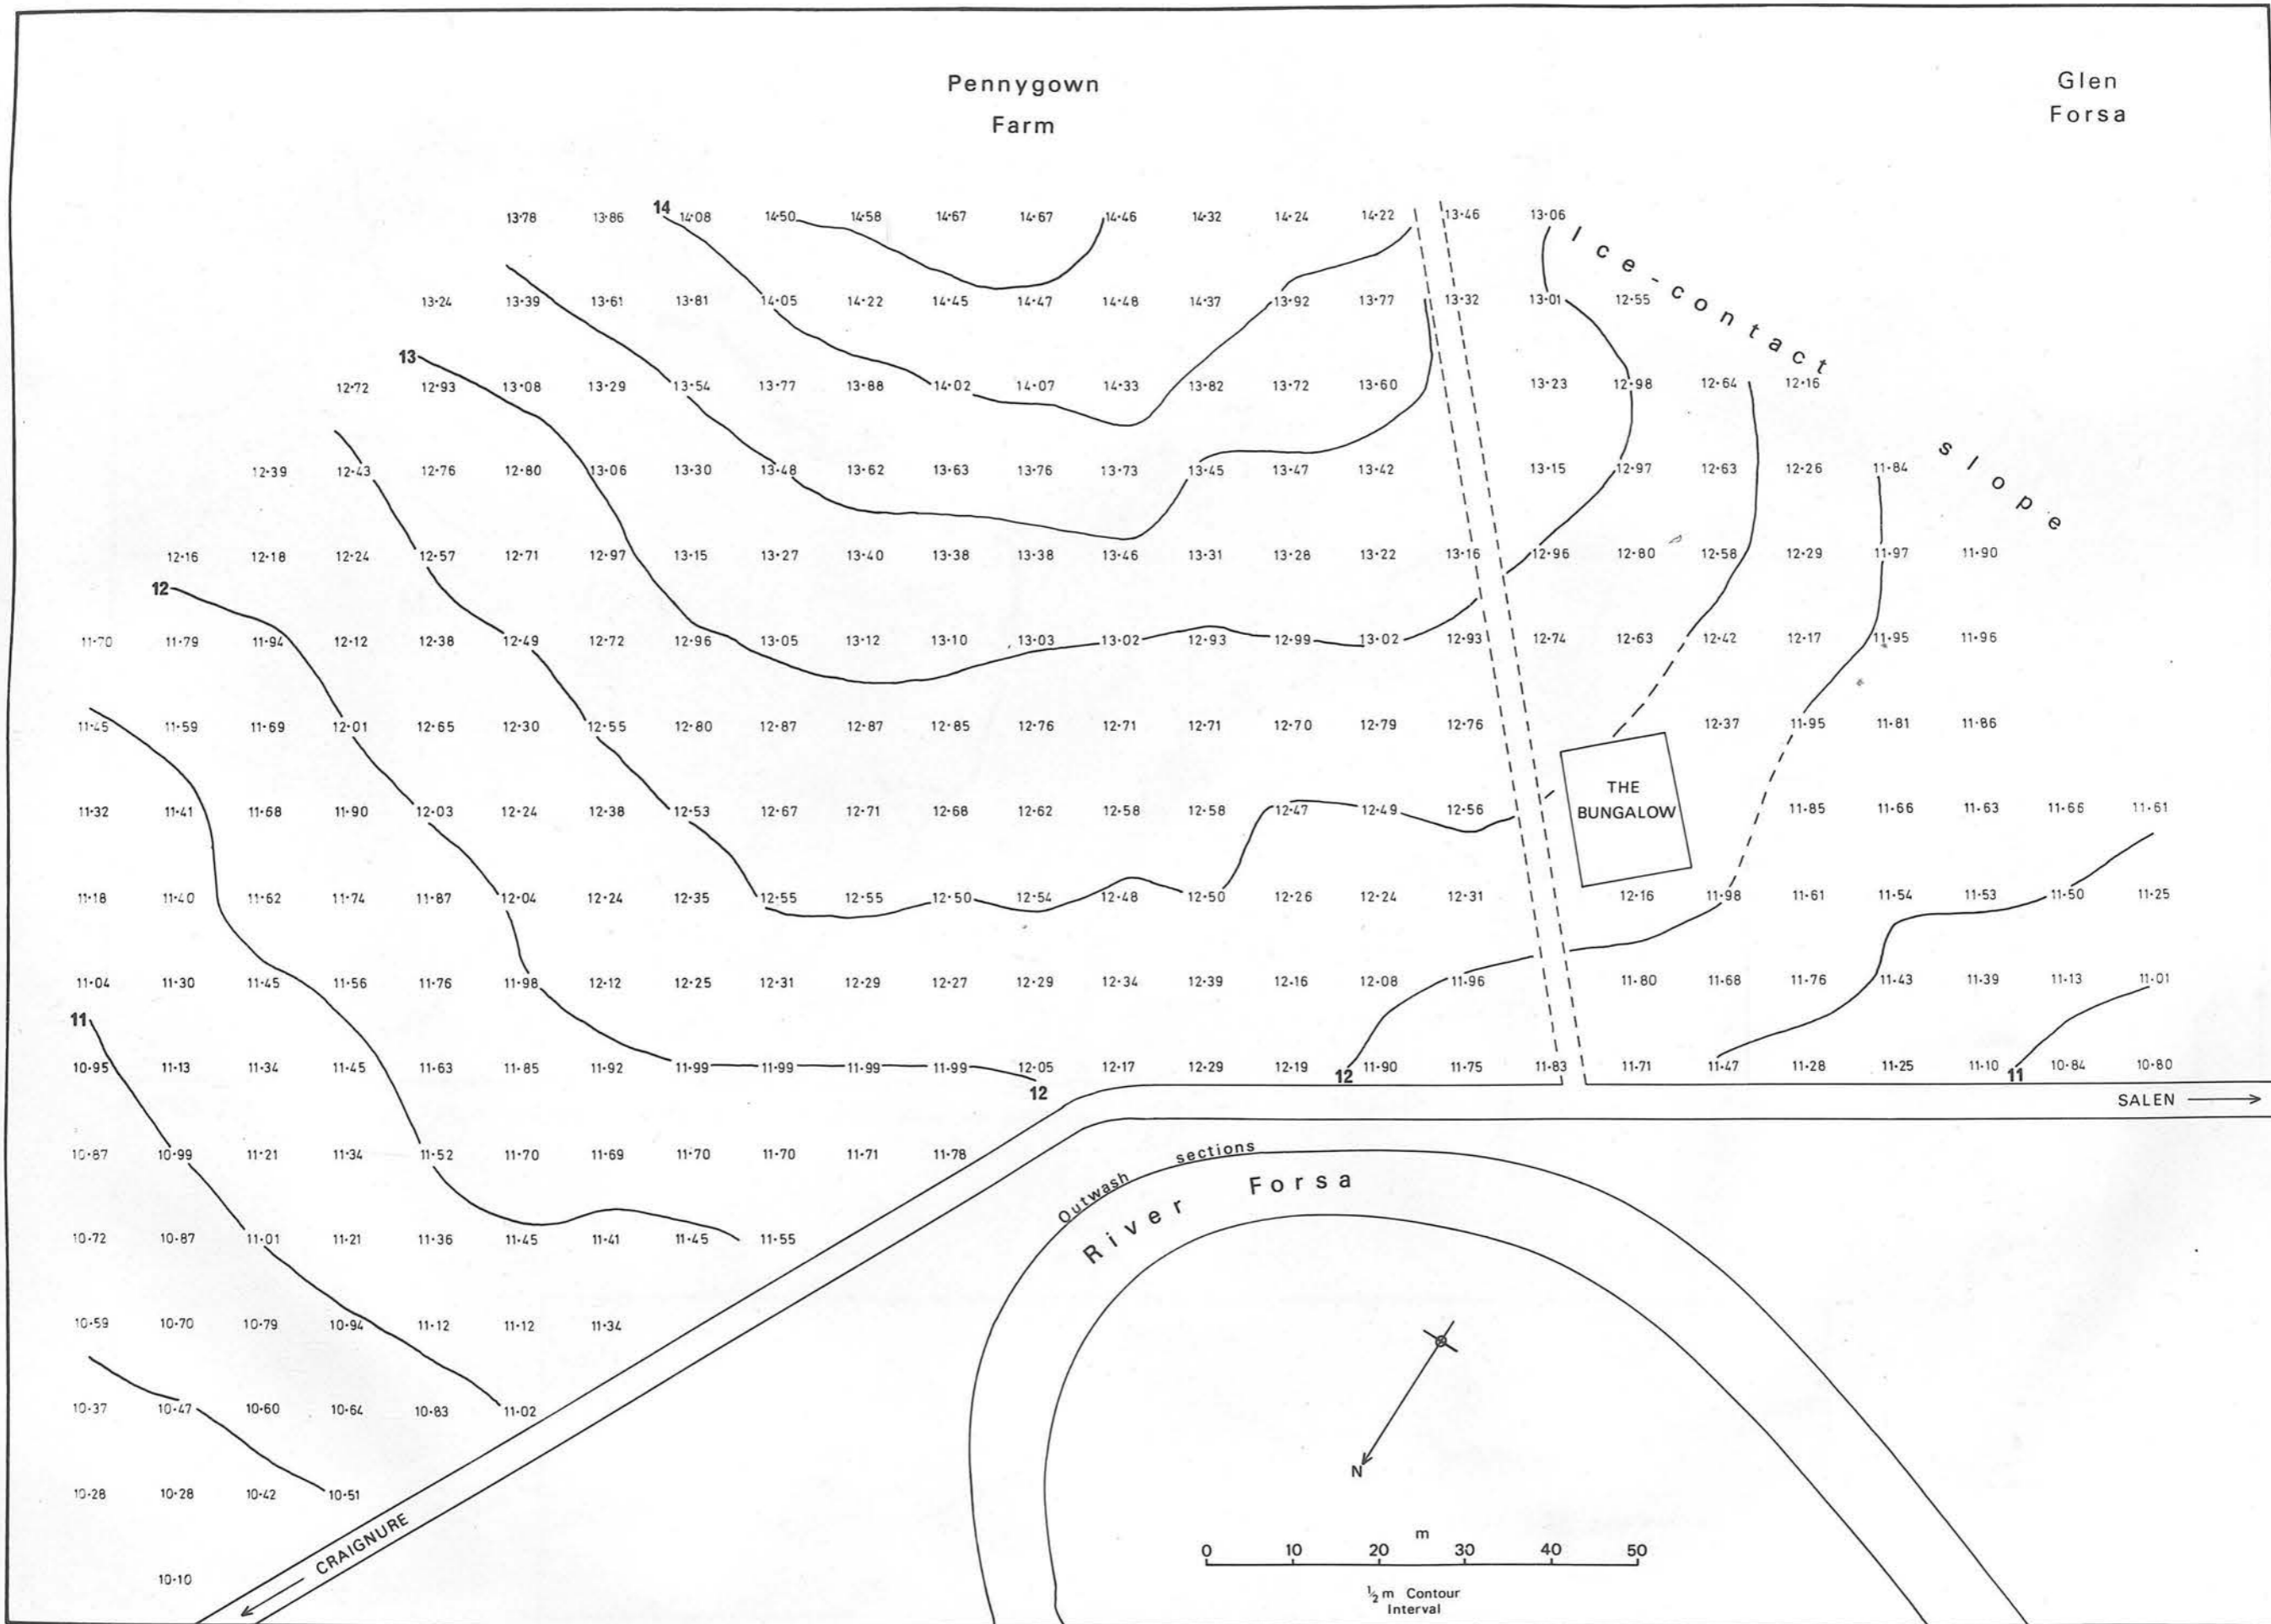 Pennygown
Farm
Glen
Forsa
14
13·78 13·86 14·08 14·50 14·58 14·67 14·67 14·46 14·32 14·24 14·22 13·46 13·06
Ice-contact slope
13·24 13·39 13·61 13·81 14·05 14·22 14·45 14·47 14·48 14·37 13·92 13·77 13·32 13·01 12·55
13
12·72 12·93 13·08 13·29 13·54 13·77 13·88 14·02 14·07 14·33 13·82 13·72 13·60 13·23 12·98 12·64 12·16
12·39 12·43 12·76 12·80 13·06 13·30 13·48 13·62 13·63 13·76 13·73 13·45 13·47 13·42 13·15 12·97 12·63 12·26 11·84
12·16 12·18 12·24 12·57 12·71 12·97 13·15 13·27 13·40 13·38 13·38 13·46 13·31 13·28 13·22 13·16 12·96 12·80 12·58 12·29 11·97 11·90
12
11·70 11·79 11·94 12·12 12·38 12·49 12·72 12·96 13·05 13·12 13·10 13·03 13·02 12·93 12·99 13·02 12·93 12·74 12·63 12·42 12·17 11·95 11·96
11·45 11·59 11·69 12·01 12·65 12·30 12·55 12·80 12·87 12·87 12·85 12·76 12·71 12·71 12·70 12·79 12·76 12·37 11·95 11·81 11·86
THE
BUNGALOW
11·32 11·41 11·68 11·90 12·03 12·24 12·38 12·53 12·67 12·71 12·68 12·62 12·58 12·58 12·47 12·49 12·56 11·85 11·66 11·63 11·66 11·61
11·18 11·40 11·62 11·74 11·87 12·04 12·24 12·35 12·55 12·55 12·50 12·54 12·48 12·50 12·26 12·24 12·31 12·16 11·98 11·61 11·54 11·53 11·50 11·25
11·04 11·30 11·45 11·56 11·76 11·98 12·12 12·25 12·31 12·29 12·27 12·29 12·34 12·39 12·16 12·08 11·96 11·80 11·68 11·76 11·43 11·39 11·13 11·01
11
10·95 11·13 11·34 11·45 11·63 11·85 11·92 11·99 11·99 11·99 11·99 12·05 12·17 12·29 12·19 11·90 11·75 11·83 11·71 11·47 11·28 11·25 11·10 10·84 10·80
12
12
11
SALEN
10·87 10·99 11·21 11·34 11·52 11·70 11·69 11·70 11·70 11·71 11·78
Outwash sections
River Forsa
10·72 10·87 11·01 11·21 11·36 11·45 11·41 11·45 11·55
10·59 10·70 10·79 10·94 11·12 11·12 11·34
10·37 10·47 10·60 10·64 10·83 11·02
10·28 10·28 10·42 10·51
CRAIGNURE
10·10
N
m
0 10 20 30 40 50
½ m Contour
Interval